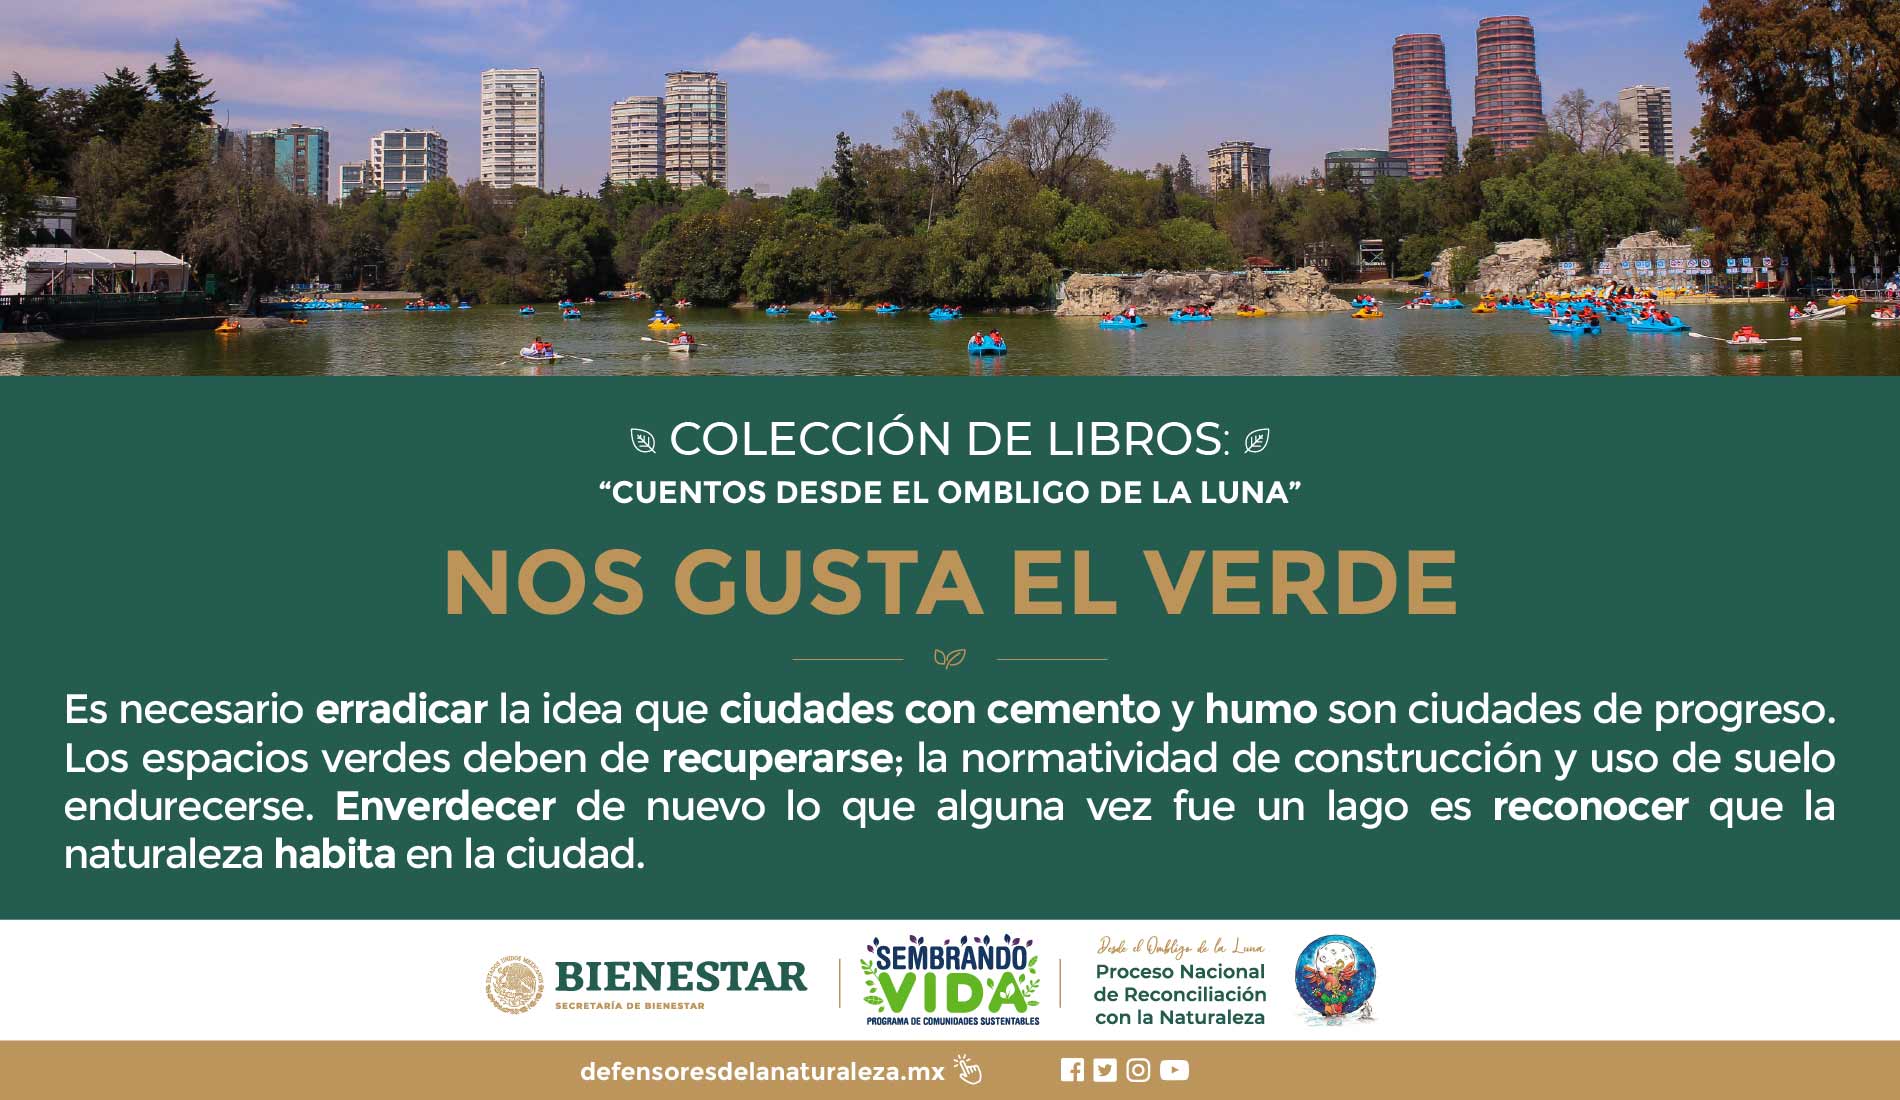 COLECCIÓN DE LIBROS:
“CUENTOS DESDE EL OMBLIGO DE LA LUNA”
NOS GUSTA EL VERDE
Es necesario erradicar la idea que ciudades con cemento y humo son ciudades de progreso.
Los espacios verdes deben de recuperarse; la normatividad de construcción y uso de suelo
endurecerse. Enverdecer de nuevo lo que alguna vez fue un lago es reconocer que la
naturaleza habita en la ciudad.
ESTADOS UNIDOS MEXICANOS
BIENESTAR
SECRETARÍA DE BIENESTAR
SEMBRANDO
VIDA
PROGRAMA DE COMUNIDADES SUSTENTABLES
Desde el Ombligo de la Luna
Proceso Nacional
de Reconciliación
con la Naturaleza
defensoresdelanaturaleza.mx